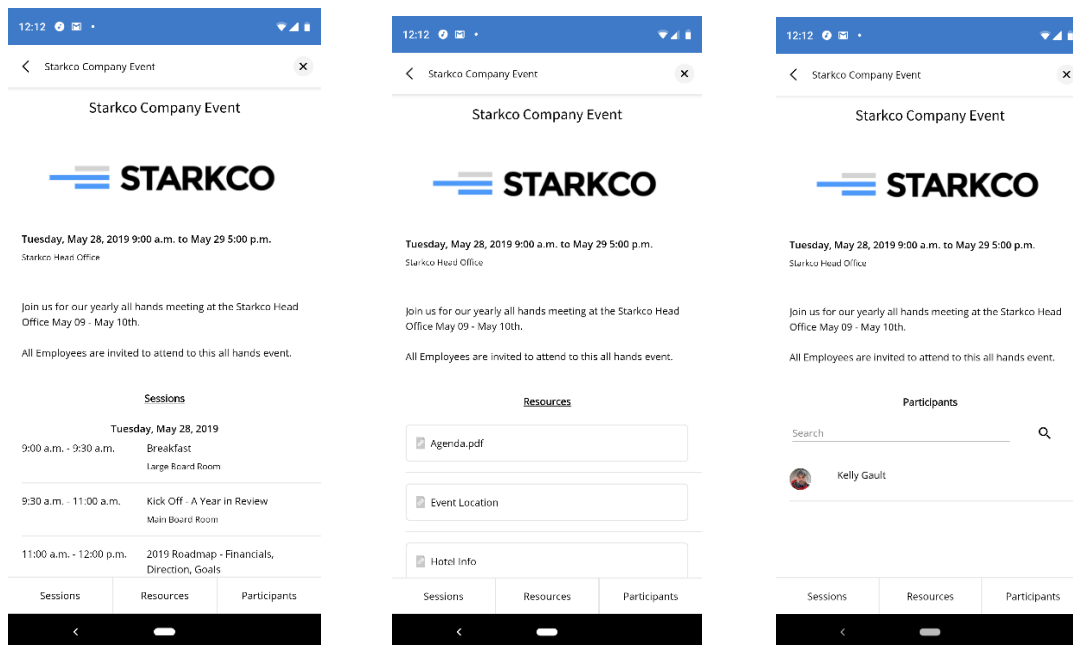 12:12
Starkco Company Event
Starkco Company Event
STARKCO
Tuesday, May 28, 2019 9:00 a.m. to May 29 5:00 p.m.
Starkco Head Office
Join us for our yearly all hands meeting at the Starkco Head
Office May 09 - May 10th.
All Employees are invited to attend to this all hands event.
Sessions
Tuesday, May 28, 2019
9:00 a.m. - 9:30 a.m. Breakfast
Large Board Room
9:30 a.m. - 11:00 a.m. Kick Off - A Year in Review
Main Board Room
11:00 a.m. - 12:00 p.m. 2019 Roadmap - Financials,
Direction, Goals
Sessions Resources Participants
12:12
Starkco Company Event
Starkco Company Event
STARKCO
Tuesday, May 28, 2019 9:00 a.m. to May 29 5:00 p.m.
Starkco Head Office
Join us for our yearly all hands meeting at the Starkco Head
Office May 09 - May 10th.
All Employees are invited to attend to this all hands event.
Resources
Agenda.pdf
Event Location
Hotel Info
Sessions Resources Participants
12:12
Starkco Company Event
Starkco Company Event
STARKCO
Tuesday, May 28, 2019 9:00 a.m. to May 29 5:00 p.m.
Starkco Head Office
Join us for our yearly all hands meeting at the Starkco Head
Office May 09 - May 10th.
All Employees are invited to attend to this all hands event.
Participants
Search
Kelly Gault
Sessions Resources Participants